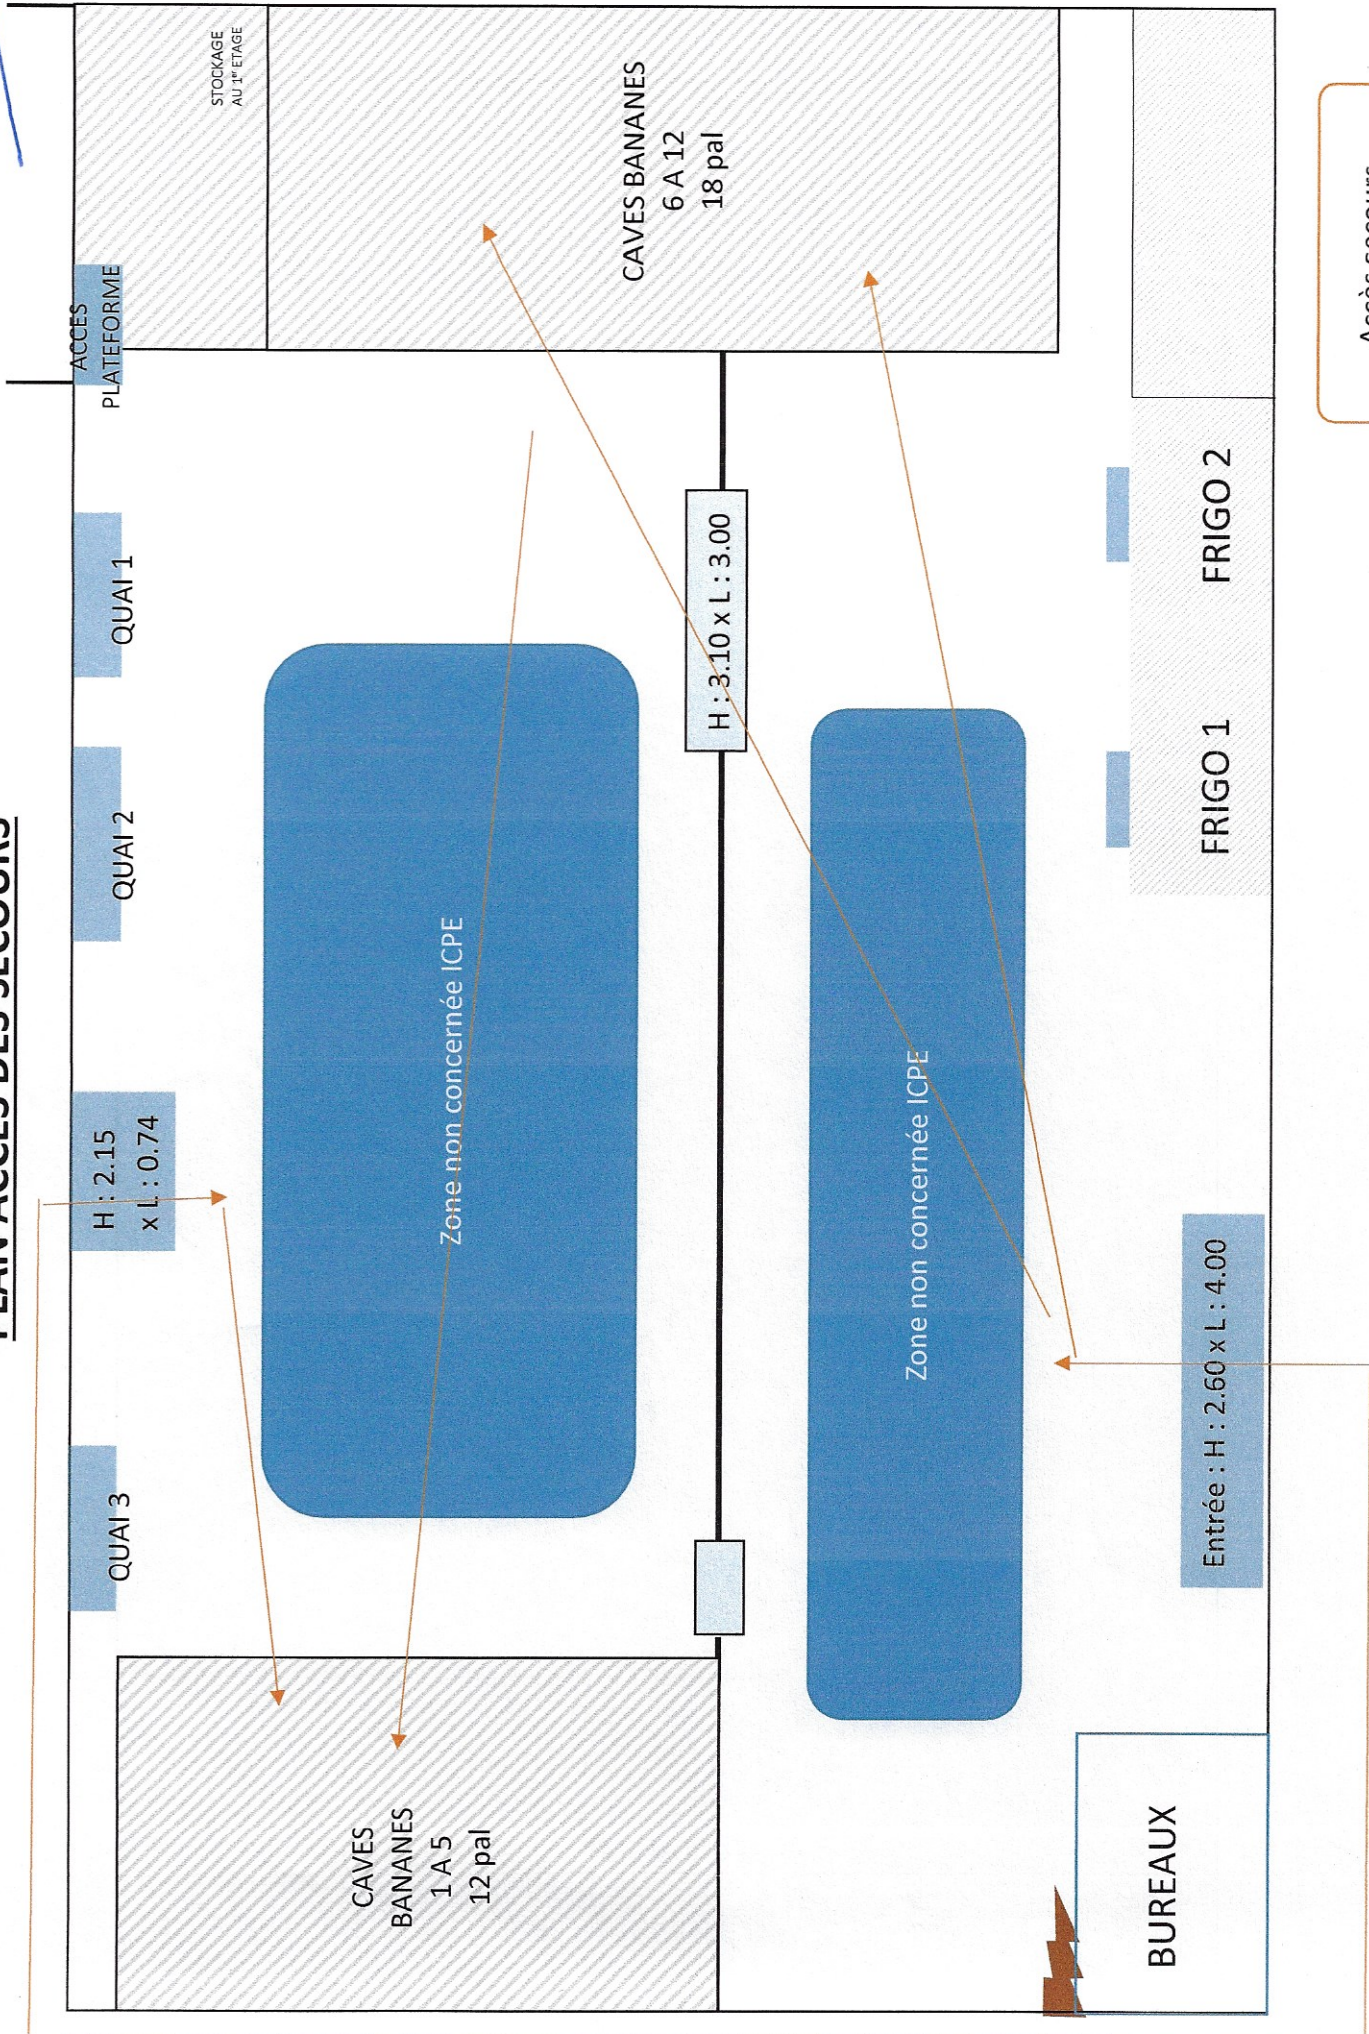 PLAN ACCES DES SECOURS
QUAI 3
H : 2.15
x L : 0.74
QUAI 2
QUAI 1
ACCES
PLATEFORME
STOCKAGE
AU 1er ETAGE
CAVES
BANANES
1 A 5
12 pal
Zone non concernée ICPE
H : 3.10 x L : 3.00
CAVES BANANES
6 A 12
18 pal
Zone non concernée ICPE
BUREAUX
Entrée : H : 2.60 x L : 4.00
FRIGO 1
FRIGO 2
Accès secours